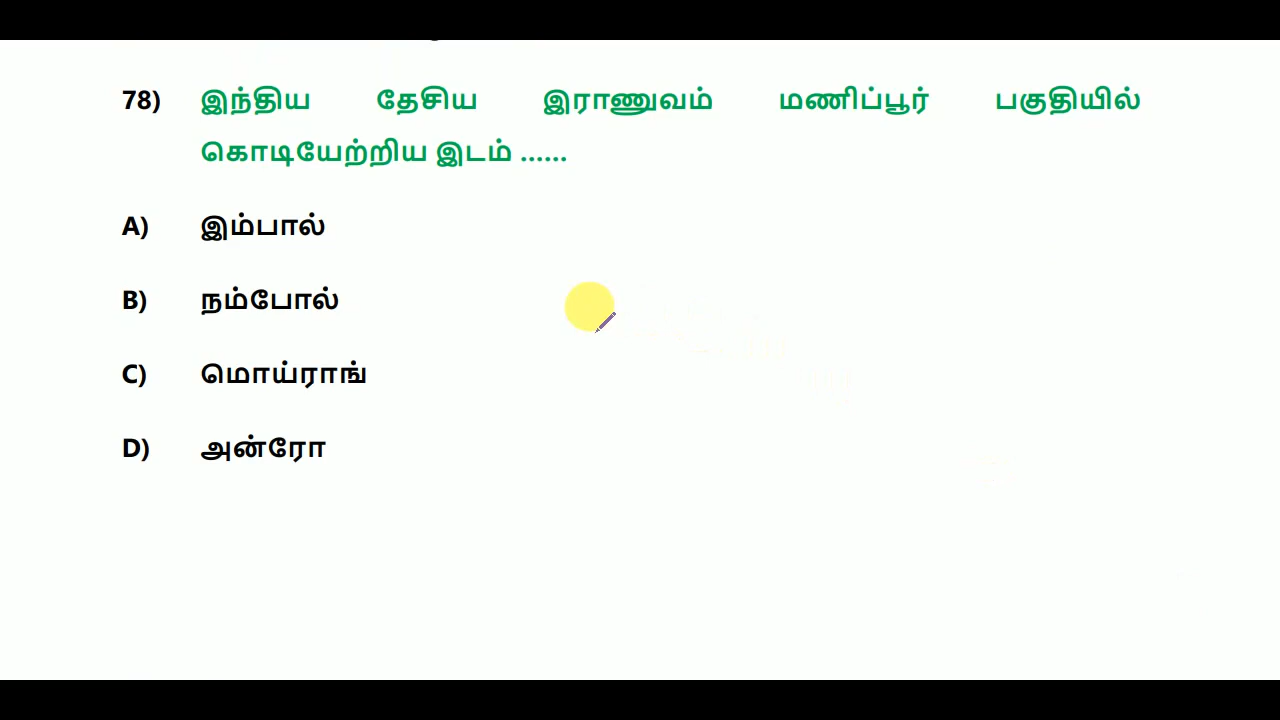 78) இந்திய தேசிய இராணுவம் மணிப்பூர் பகுதியில்
கொடியேற்றிய இடம் ......
A) இம்பால்
B) நம்போல்
C) மொய்ராங்
D) அன்ரோ